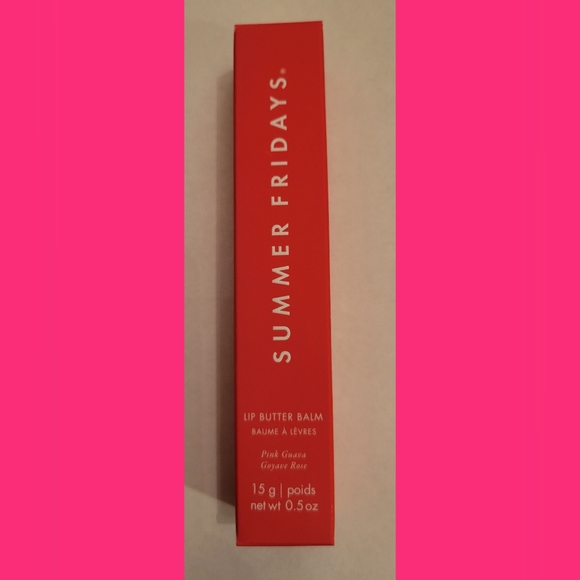 SUMMER FRIDAYS®
LIP BUTTER BALM
BAUME À LÈVRES
Pink Guava
Goyave Rose
15 g | poids
net wt 0.5 oz